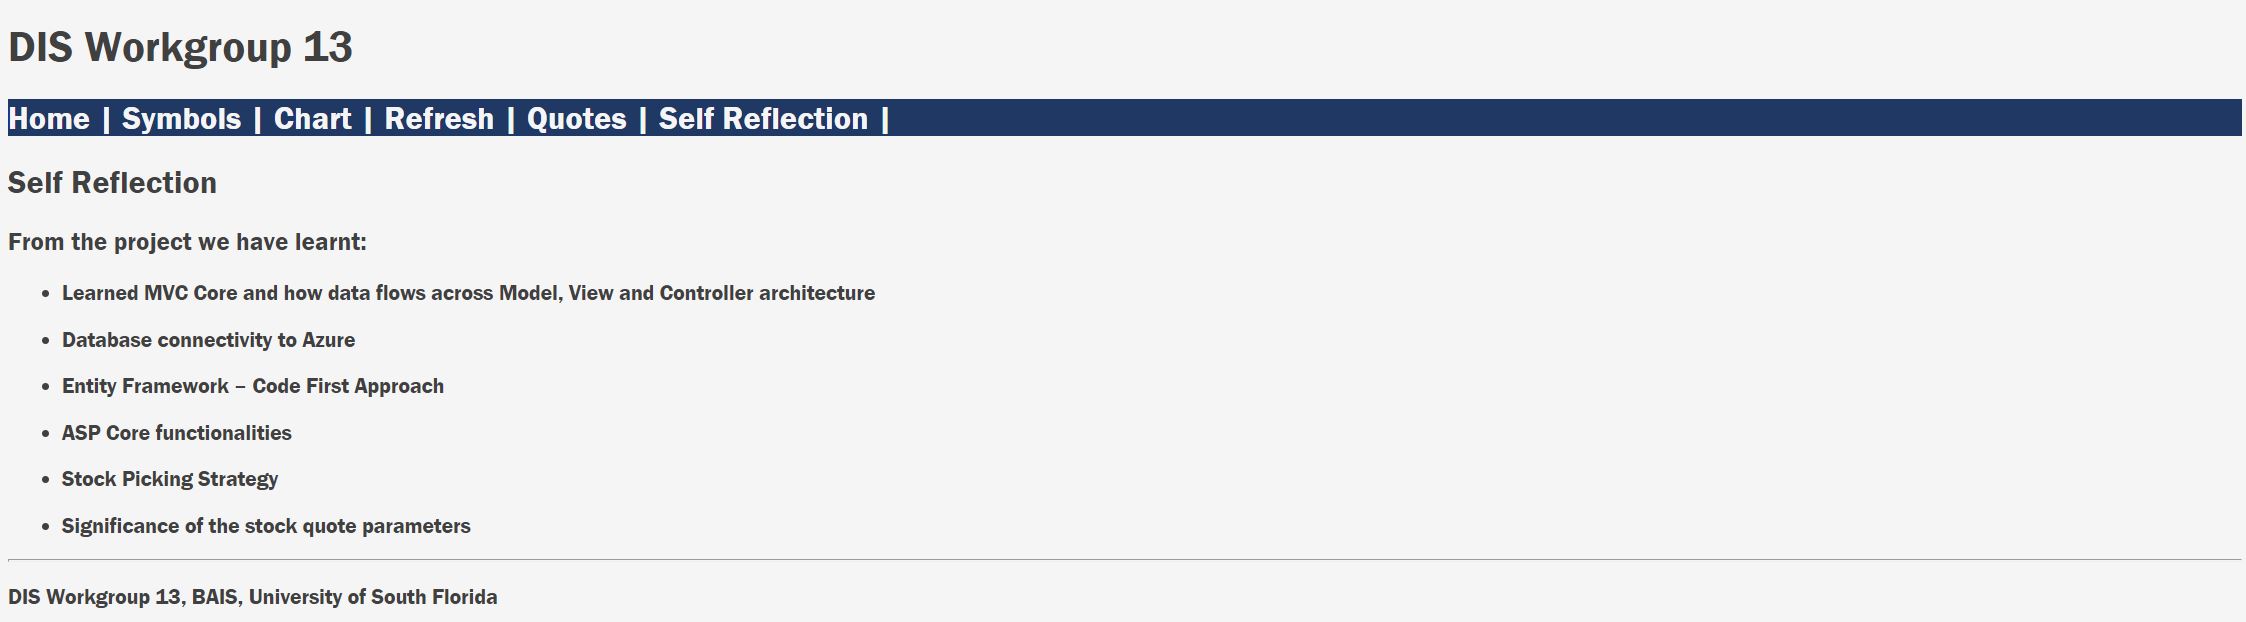 DIS Workgroup 13
Home | Symbols | Chart | Refresh | Quotes | Self Reflection |
Self Reflection
From the project we have learnt:
• Learned MVC Core and how data flows across Model, View and Controller architecture
• Database connectivity to Azure
• Entity Framework – Code First Approach
• ASP Core functionalities
• Stock Picking Strategy
• Significance of the stock quote parameters
DIS Workgroup 13, BAIS, University of South Florida